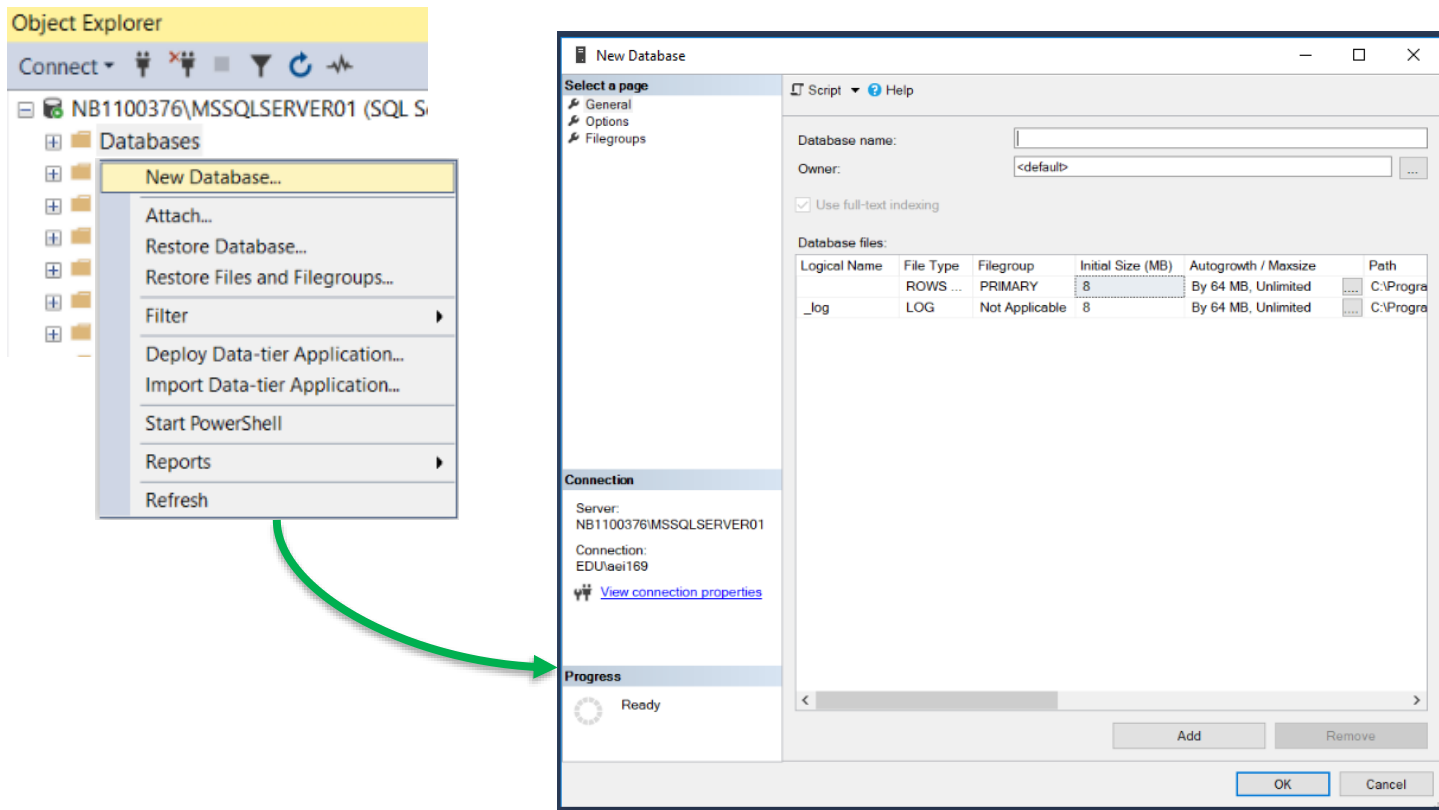 Object Explorer
Connect
NB1100376\MSSQLSERVER01 (SQL S
Databases
New Database...
Attach...
Restore Database...
Restore Files and Filegroups...
Filter
Deploy Data-tier Application...
Import Data-tier Application...
Start PowerShell
Reports
Refresh
New Database
Select a page
General
Options
Filegroups
Connection
Server:
NB1100376\MSSQLSERVER01
Connection:
EDU\aei169
View connection properties
Progress
Ready
Script Help
Database name:
Owner: <default> ...
Use full-text indexing
Database files:
Logical Name File Type Filegroup Initial Size (MB) Autogrowth / Maxsize Path
ROWS ... PRIMARY 8 By 64 MB, Unlimited ... C:\Progra
_log LOG Not Applicable 8 By 64 MB, Unlimited ... C:\Progra
Add Remove
OK Cancel